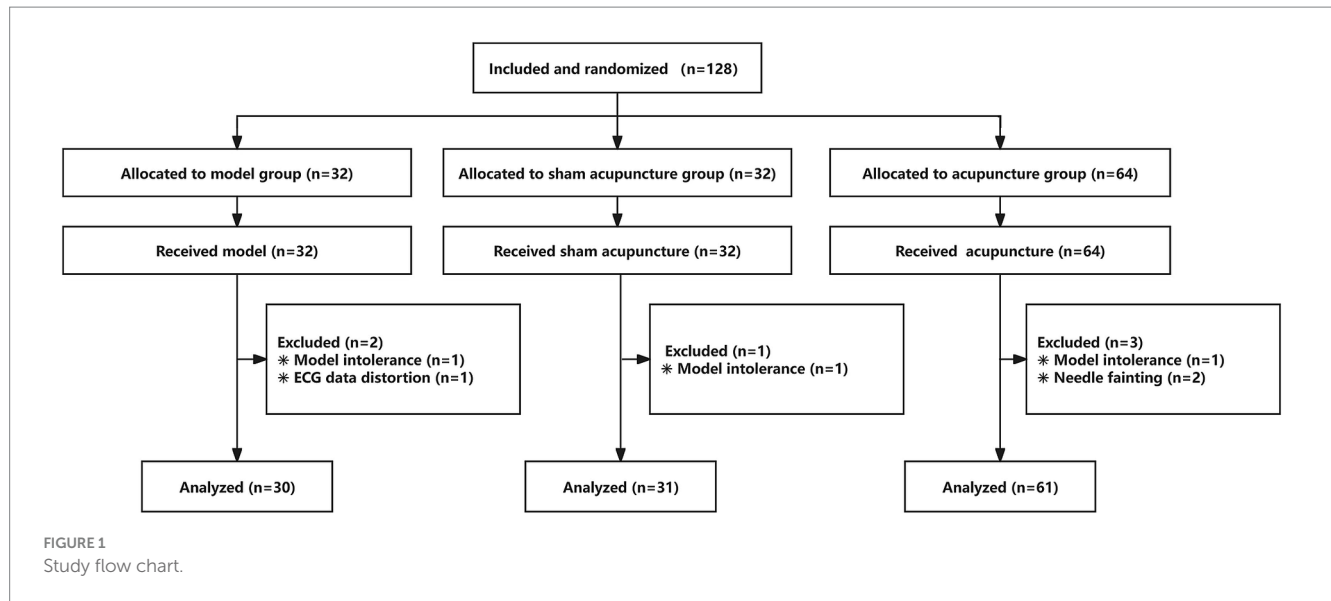 Included and randomized (n=128)
Allocated to model group (n=32)
Allocated to sham acupuncture group (n=32)
Allocated to acupuncture group (n=64)
Received model (n=32)
Received sham acupuncture (n=32)
Received acupuncture (n=64)
Excluded (n=2)
✳ Model intolerance (n=1)
✳ ECG data distortion (n=1)
Excluded (n=1)
✳ Model intolerance (n=1)
Excluded (n=3)
✳ Model intolerance (n=1)
✳ Needle fainting (n=2)
Analyzed (n=30)
Analyzed (n=31)
Analyzed (n=61)
FIGURE 1
Study flow chart.